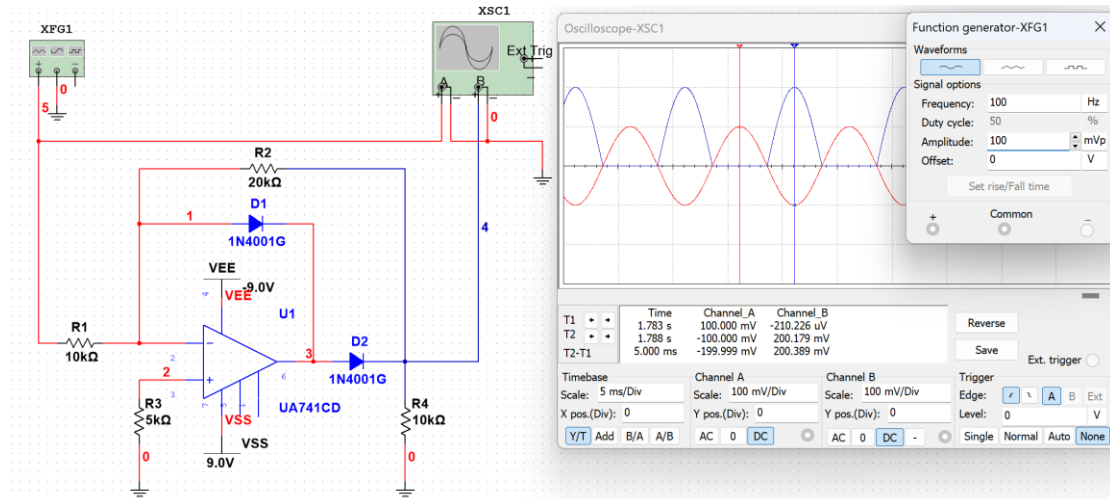 XFG1
5
0
XSC1
Ext Trig
A
B
0
R2
20kΩ
1
D1
1N4001G
4
VEE
-9.0V
4
VEE
U1
R1
10kΩ
2
2
3
3
6
D2
1N4001G
UA741CD
7
5
1
R3
5kΩ
VSS
VSS
9.0V
R4
10kΩ
0
0
Oscilloscope-XSC1
Function generator-XFG1
Waveforms
Signal options
Frequency: 100 Hz
Duty cycle: 50 %
Amplitude: 100 mVp
Offset: 0 V
Set rise/Fall time
+ Common -
Time Channel_A Channel_B
T1 1.783 s 100.000 mV -210.226 uV
T2 1.788 s -100.000 mV 200.179 mV
T2-T1 5.000 ms -199.999 mV 200.389 mV
Reverse
Save
Ext. trigger
Timebase
Scale: 5 ms/Div
X pos.(Div): 0
Y/T Add B/A A/B
Channel A
Scale: 100 mV/Div
Y pos.(Div): 0
AC 0 DC
Channel B
Scale: 100 mV/Div
Y pos.(Div): 0
AC 0 DC -
Trigger
Edge: A B Ext
Level: 0 V
Single Normal Auto None